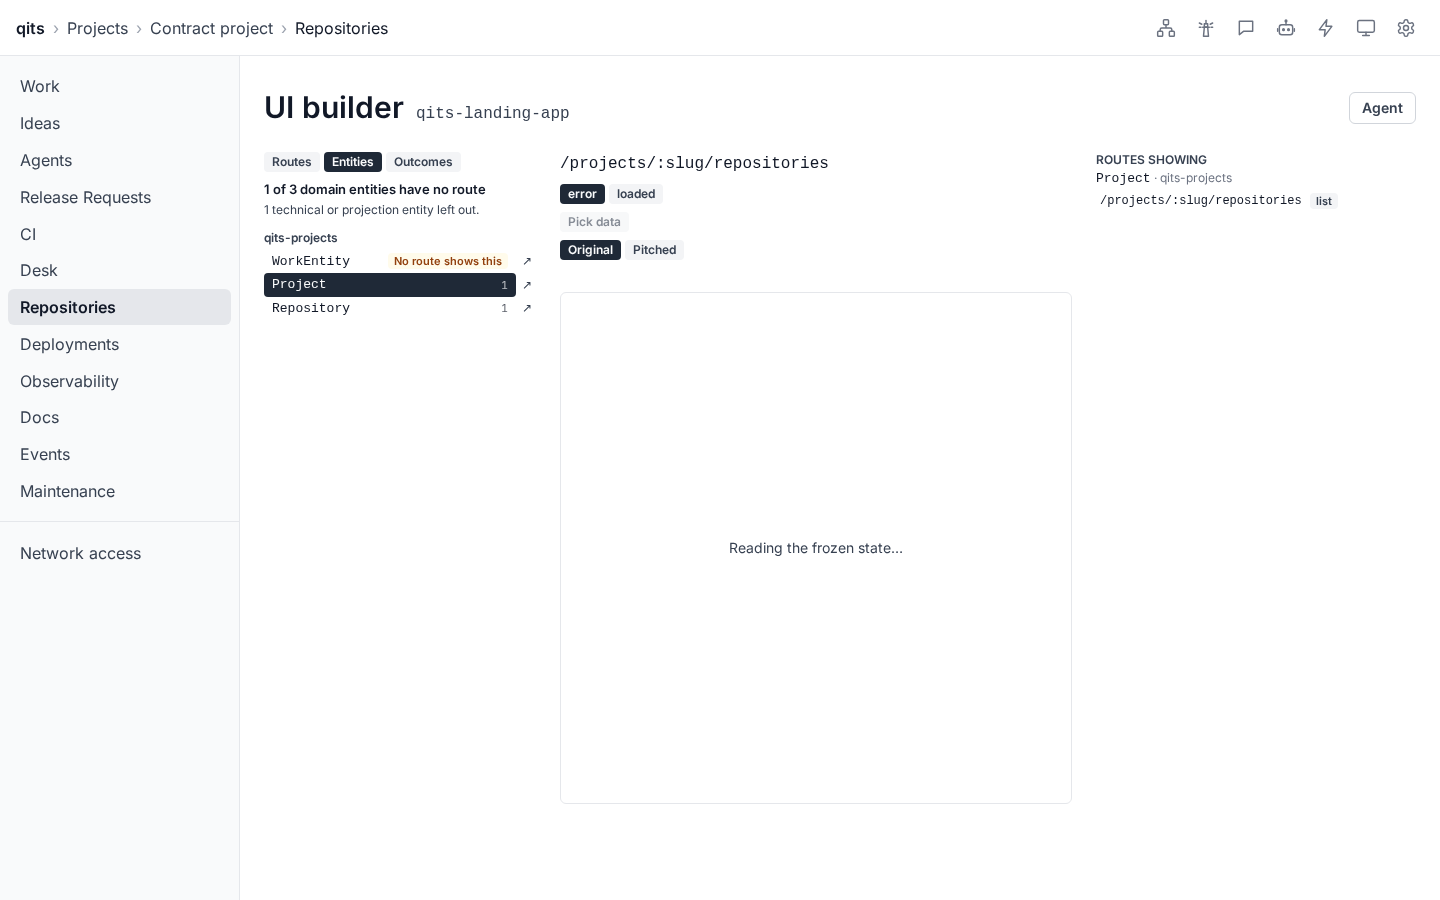 qits › Projects › Contract project › Repositories
Work
Ideas
Agents
Release Requests
CI
Desk
Repositories
Deployments
Observability
Docs
Events
Maintenance
Network access
UI builder qits-landing-app
Agent
Routes Entities Outcomes
1 of 3 domain entities have no route
1 technical or projection entity left out.
qits-projects
WorkEntity No route shows this ↗
Project 1 ↗
Repository 1 ↗
/projects/:slug/repositories
error loaded
Pick data
Original Pitched
Reading the frozen state...
ROUTES SHOWING
Project · qits-projects
/projects/:slug/repositories list